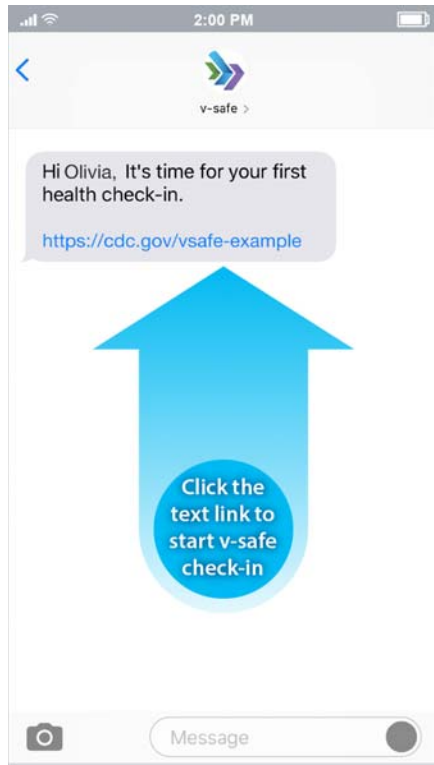 2:00 PM
v-safe >
Hi Olivia, It's time for your first
health check-in.
https://cdc.gov/vsafe-example
Click the
text link to
start v-safe
check-in
Message